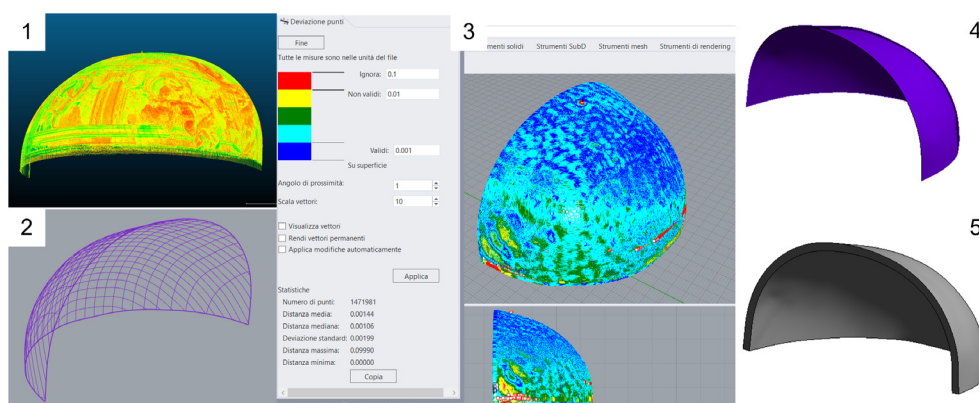 1
2
3
4
5
Deviazione punti
Fine
Tutte le misure sono nelle unità del file
Ignora: 0.1
Non validi: 0.01
Validi: 0.001
Su superficie
Angolo di prossimità: 1
Scala vettori: 10
Visualizza vettori
Rendi vettori permanenti
Applica modifiche automaticamente
Applica
Statistiche
Numero di punti: 1471981
Distanza media: 0.00144
Distanza mediana: 0.00106
Deviazione standard: 0.00199
Distanza massima: 0.09990
Distanza minima: 0.00000
Copia
solidi Strumenti SubD Strumenti mesh Strumenti di rendering